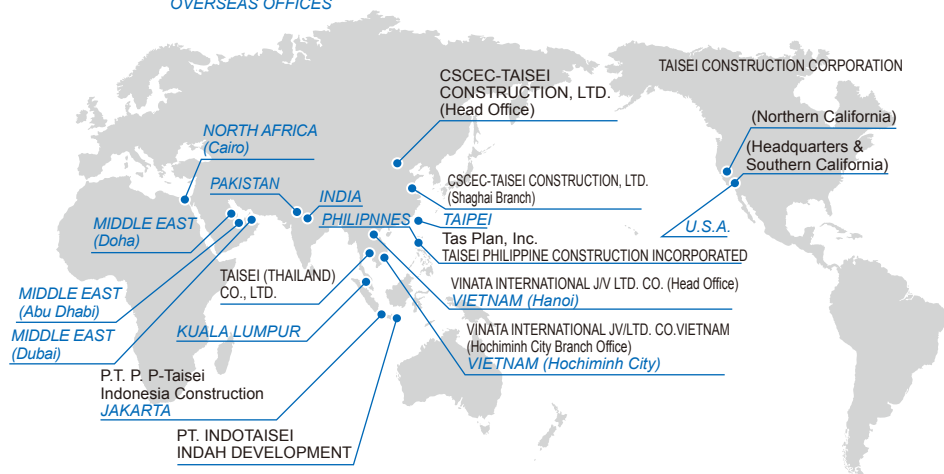 OVERSEAS OFFICES
CSCEC-TAISEI
CONSTRUCTION, LTD.
(Head Office)
TAISEI CONSTRUCTION CORPORATION
(Northern California)
(Headquarters &
Southern California)
U.S.A.
NORTH AFRICA
(Cairo)
PAKISTAN
INDIA
CSCEC-TAISEI CONSTRUCTION, LTD.
(Shaghai Branch)
PHILIPNNES
TAIPEI
MIDDLE EAST
(Doha)
Tas Plan, Inc.
TAISEI PHILIPPINE CONSTRUCTION INCORPORATED
TAISEI (THAILAND)
CO., LTD.
VINATA INTERNATIONAL J/V LTD. CO. (Head Office)
VIETNAM (Hanoi)
MIDDLE EAST
(Abu Dhabi)
KUALA LUMPUR
VINATA INTERNATIONAL JV/LTD. CO.VIETNAM
(Hochiminh City Branch Office)
VIETNAM (Hochiminh City)
MIDDLE EAST
(Dubai)
P.T. P. P-Taisei
Indonesia Construction
JAKARTA
PT. INDOTAISEI
INDAH DEVELOPMENT